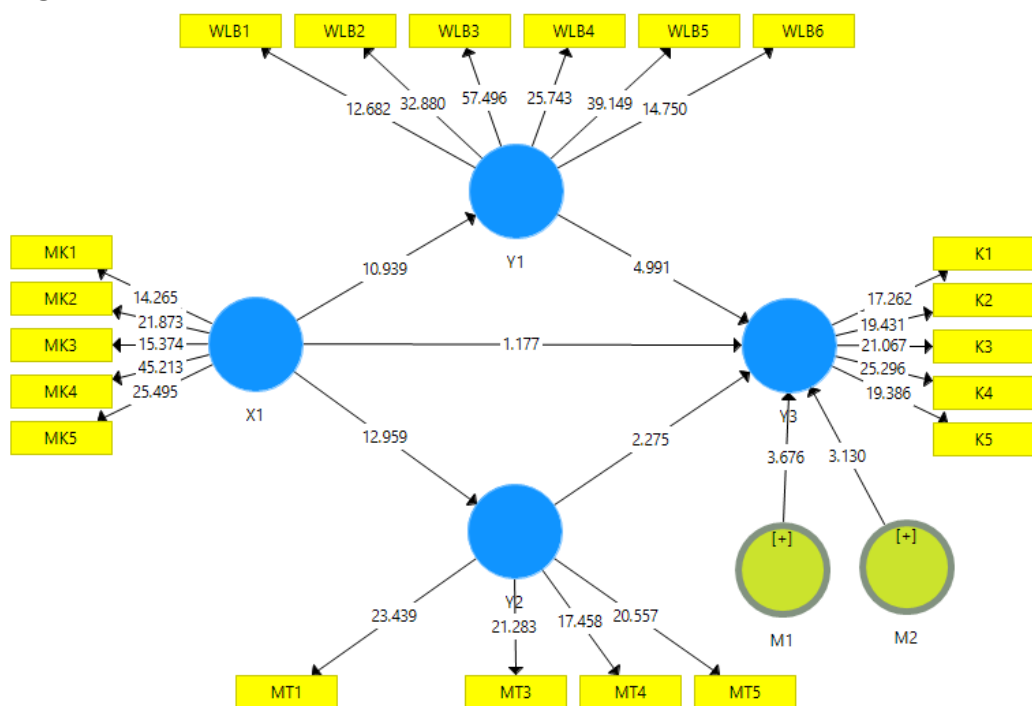 WLB1 WLB2 WLB3 WLB4 WLB5 WLB6
12.682 32.880 57.496 25.743 39.149 14.750
Y1
10.939 4.991
MK1
MK2
MK3
MK4
MK5
14.265
21.873
15.374
45.213
25.495
X1
1.177
K1
K2
K3
K4
K5
17.262
19.431
21.067
25.296
19.386
Y3
12.959 2.275
3.676 3.130
[+] [+]
M1 M2
Y2
23.439 21.283 17.458 20.557
MT1 MT3 MT4 MT5